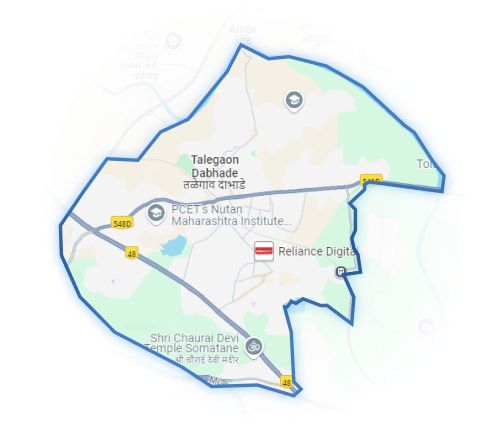 Ambi
Talegaon
Dabhade
तळेगाव दाभाडे
548D
548D
PCET's Nutan
Maharashtra Institute...
48
Reliance Digita
Shri Chaurai Devi
Temple Somatane
श्री चौराई देवी मंदीर
48